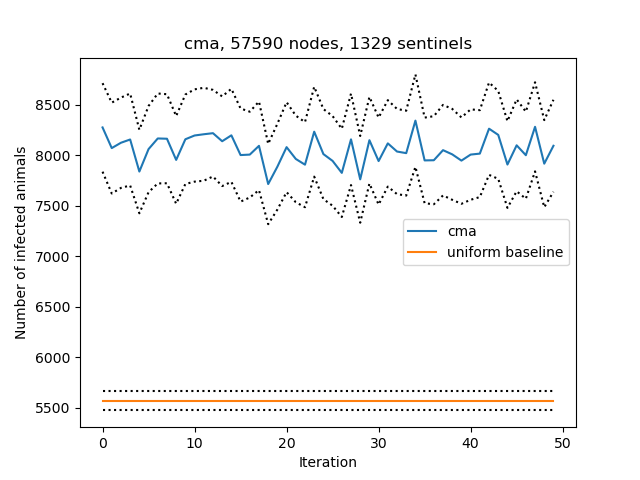 cma, 57590 nodes, 1329 sentinels
Number of infected animals
8500
8000
7500
7000
6500
6000
5500
cma
uniform baseline
0 10 20 30 40 50
Iteration